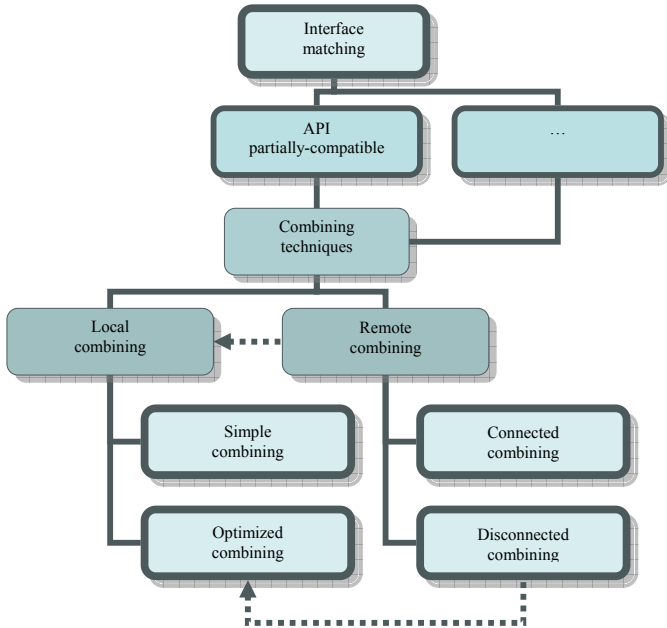 Interface
matching
API
partially-compatible
…
Combining
techniques
Local
combining
Remote
combining
Simple
combining
Connected
combining
Optimized
combining
Disconnected
combining